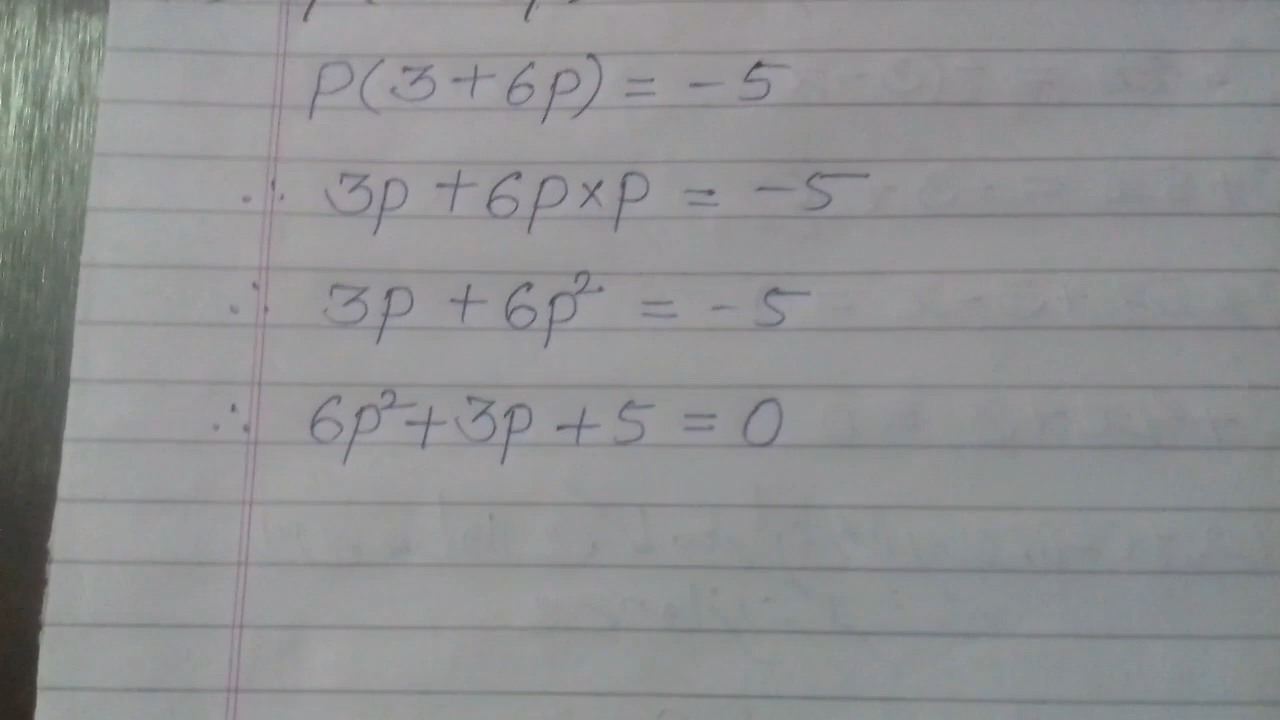 p(3+6p) = -5
∴ 3p + 6p×p = -5
∴ 3p + 6p² = -5
∴ 6p²+3p+5 = 0